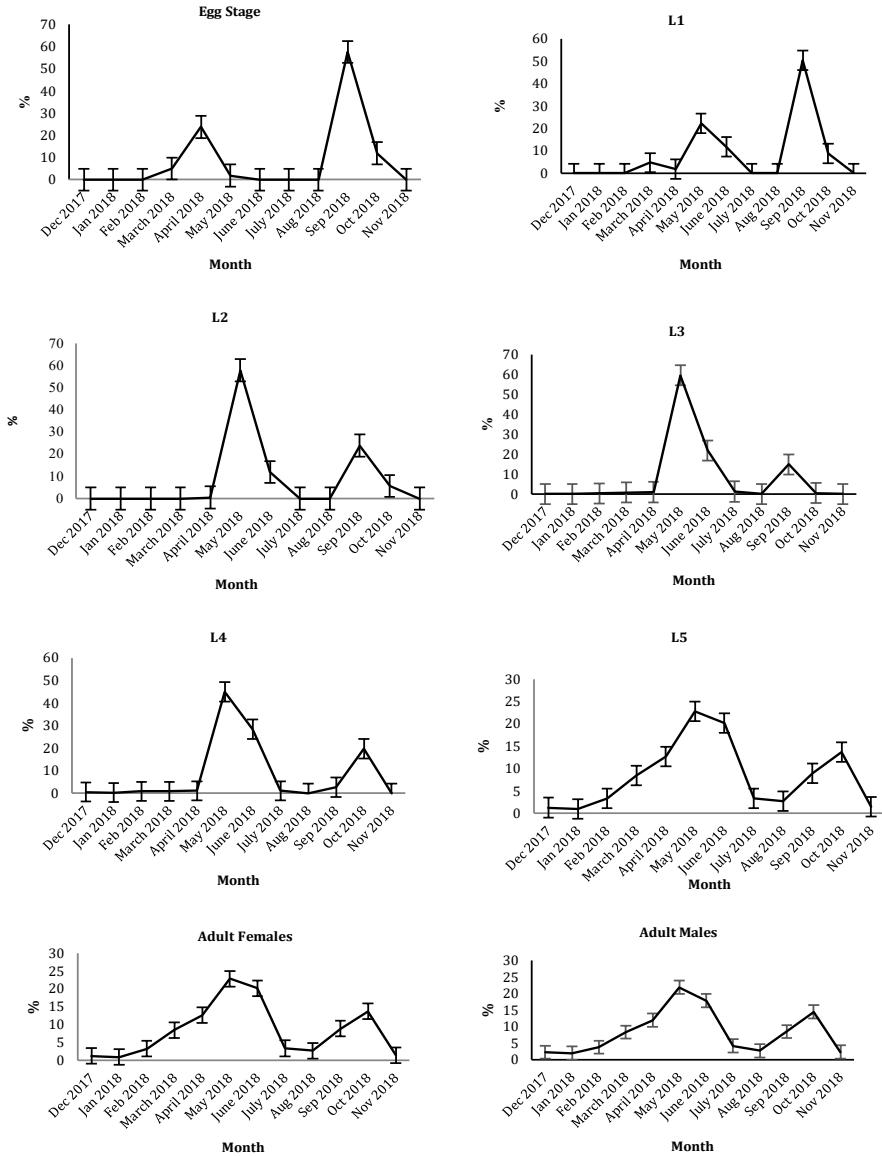 Egg Stage
70
60
50
40
30
20
10
0
%
Dec 2017
Jan 2018
Feb 2018
March 2018
April 2018
May 2018
June 2018
July 2018
Aug 2018
Sep 2018
Oct 2018
Nov 2018
Month
L1
60
50
40
30
20
10
0
%
Dec 2017
Jan 2018
Feb 2018
March 2018
April 2018
May 2018
June 2018
July 2018
Aug 2018
Sep 2018
Oct 2018
Nov 2018
Month
L2
70
60
50
40
30
20
10
0
%
Dec 2017
Jan 2018
Feb 2018
March 2018
April 2018
May 2018
June 2018
July 2018
Aug 2018
Sep 2018
Oct 2018
Nov 2018
Month
L3
70
60
50
40
30
20
10
0
%
Dec 2017
Jan 2018
Feb 2018
March 2018
April 2018
May 2018
June 2018
July 2018
Aug 2018
Sep 2018
Oct 2018
Nov 2018
Month
L4
60
50
40
30
20
10
0
%
Dec 2017
Jan 2018
Feb 2018
March 2018
April 2018
May 2018
June 2018
July 2018
Aug 2018
Sep 2018
Oct 2018
Nov 2018
Month
L5
30
25
20
15
10
5
0
%
Dec 2017
Jan 2018
Feb 2018
March 2018
April 2018
May 2018
June 2018
July 2018
Aug 2018
Sep 2018
Oct 2018
Nov 2018
Month
Adult Females
30
25
20
15
10
5
0
%
Dec 2017
Jan 2018
Feb 2018
March 2018
April 2018
May 2018
June 2018
July 2018
Aug 2018
Sep 2018
Oct 2018
Nov 2018
Month
Adult Males
30
25
20
15
10
5
0
%
Dec 2017
Jan 2018
Feb 2018
March 2018
April 2018
May 2018
June 2018
July 2018
Aug 2018
Sep 2018
Oct 2018
Nov 2018
Month